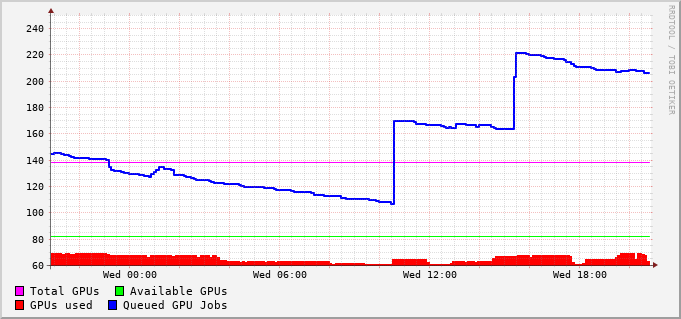 RRDTOOL / TOBI OETIKER
240
220
200
180
160
140
120
100
80
60
Wed 00:00 Wed 06:00 Wed 12:00 Wed 18:00
Total GPUs Available GPUs
GPUs used Queued GPU Jobs